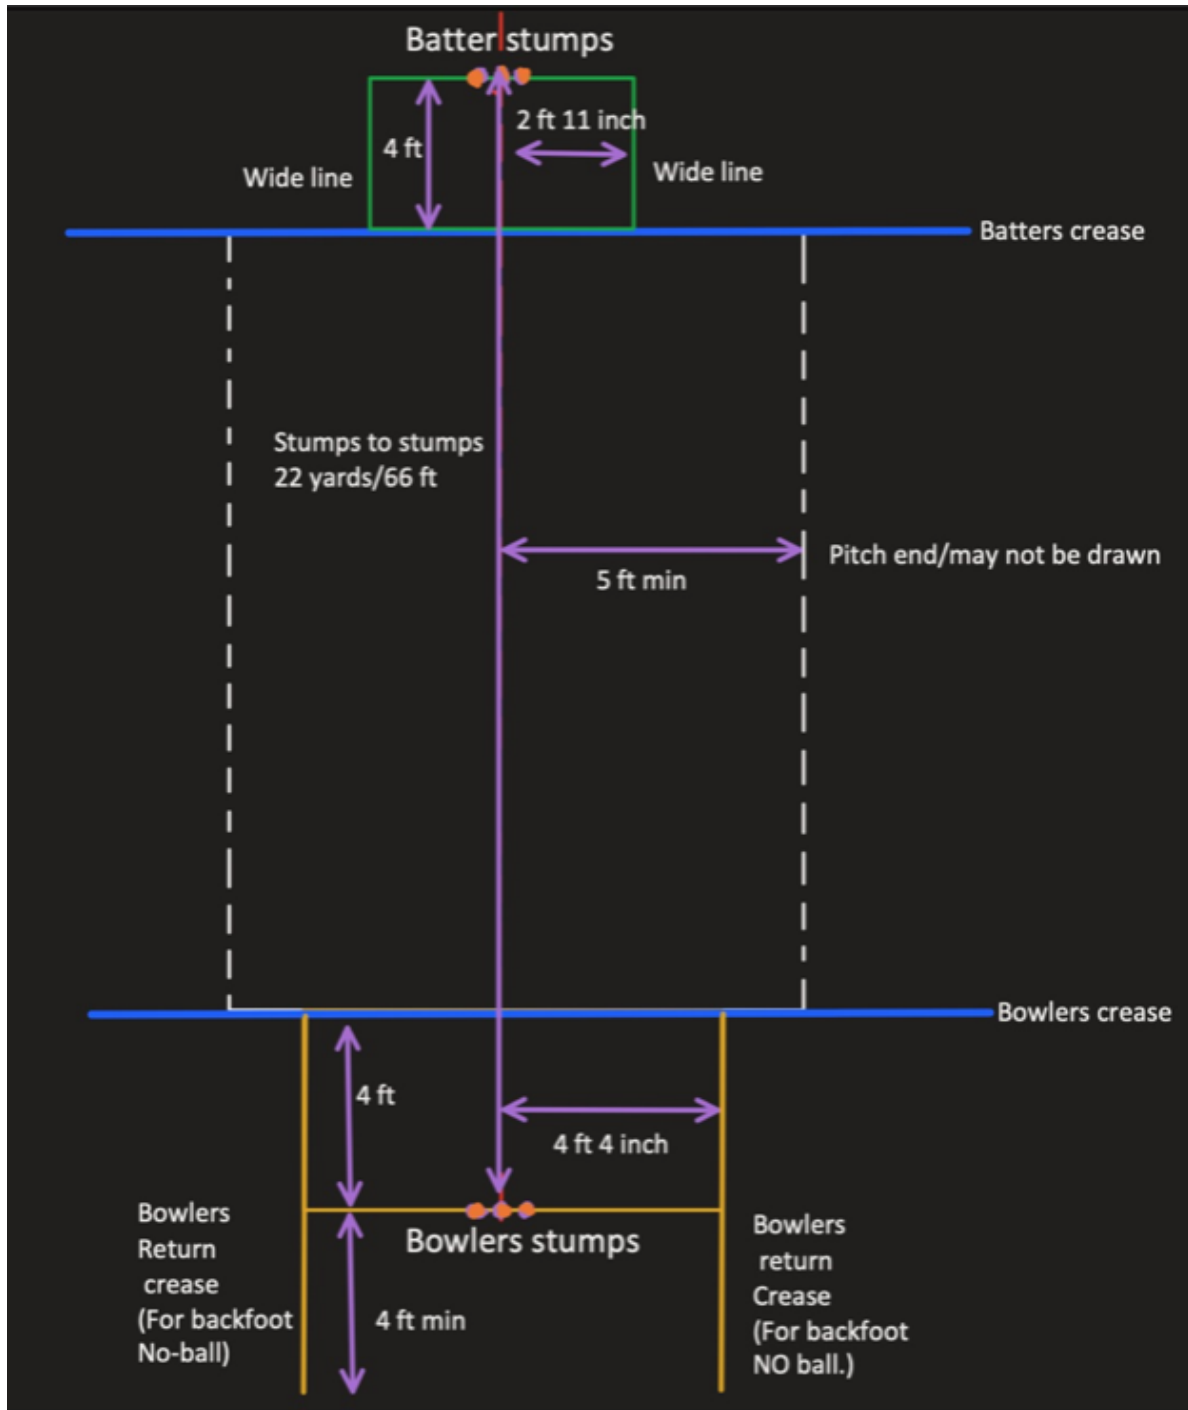 Batter stumps
2 ft 11 inch
4 ft
Wide line
Wide line
Batters crease
Stumps to stumps
22 yards/66 ft
Pitch end/may not be drawn
5 ft min
Bowlers crease
4 ft
4 ft 4 inch
Bowlers
Return
crease
(For backfoot
No-ball)
Bowlers stumps
4 ft min
Bowlers
return
Crease
(For backfoot
NO ball.)